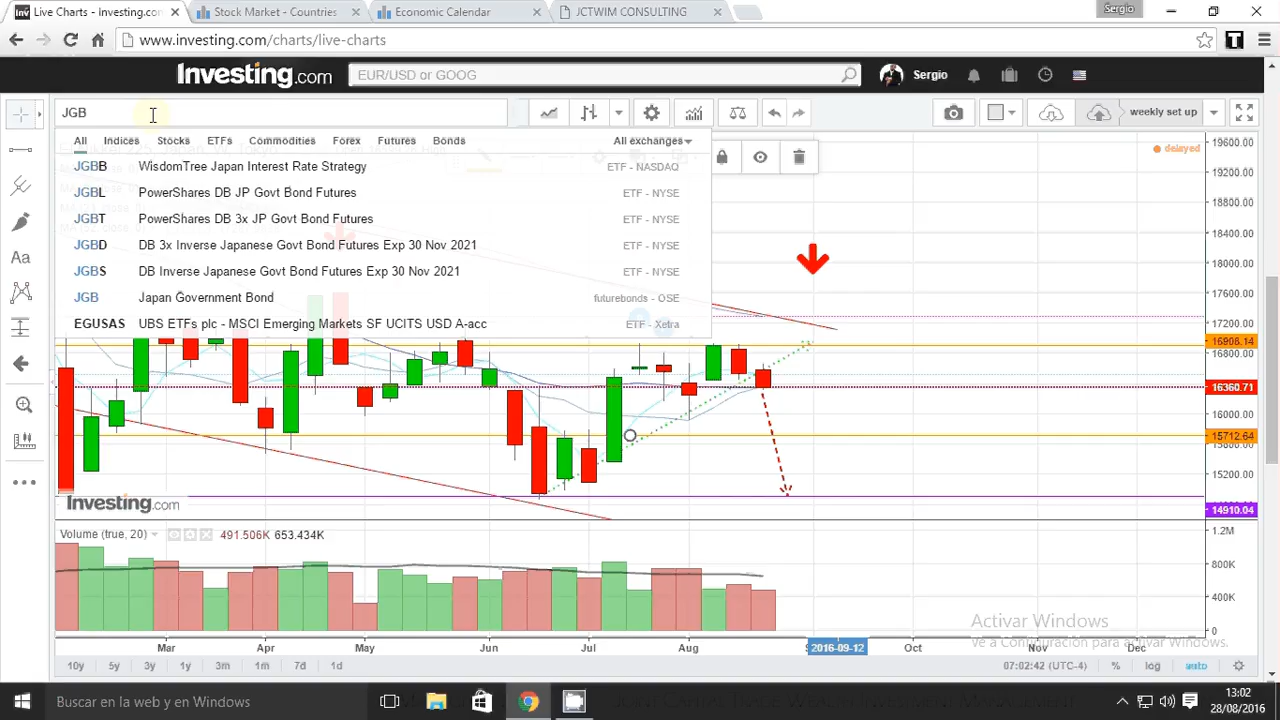 Live Charts - Investing.com
Stock Market - Countries
Economic Calendar
JCTWIM CONSULTING
Sergio
www.investing.com/charts/live-charts
Investing.com
EUR/USD or GOOG
Sergio
JGB
weekly set up
All Indices Stocks ETFs Commodities Forex Futures Bonds All exchanges
JGBB WisdomTree Japan Interest Rate Strategy ETF - NASDAQ
JGBL PowerShares DB JP Govt Bond Futures ETF - NYSE
JGBT PowerShares DB 3x JP Govt Bond Futures ETF - NYSE
JGBD DB 3x Inverse Japanese Govt Bond Futures Exp 30 Nov 2021 ETF - NYSE
JGBS DB Inverse Japanese Govt Bond Futures Exp 30 Nov 2021 ETF - NYSE
JGB Japan Government Bond futurebonds - OSE
EGUSAS UBS ETFs plc - MSCI Emerging Markets SF UCITS USD A-acc ETF - Xetra
delayed
19600.00
19200.00
18800.00
18400.00
18000.00
17600.00
17200.00
16908.14
16800.00
16360.71
16000.00
15712.64
15200.00
14910.04
Investing.com
Volume (true, 20) 491.506K 653.434K
1.2M
800K
400K
0
Activar Windows
Ve a Configuración para activar Windows.
Mar Apr May Jun Jul Aug 2016-09-12 Oct Nov Dec
10y 5y 3y 1y 3m 1m 7d 1d 07:02:42 (UTC-4) % log auto
Buscar en la web y en Windows
13:02
28/08/2016